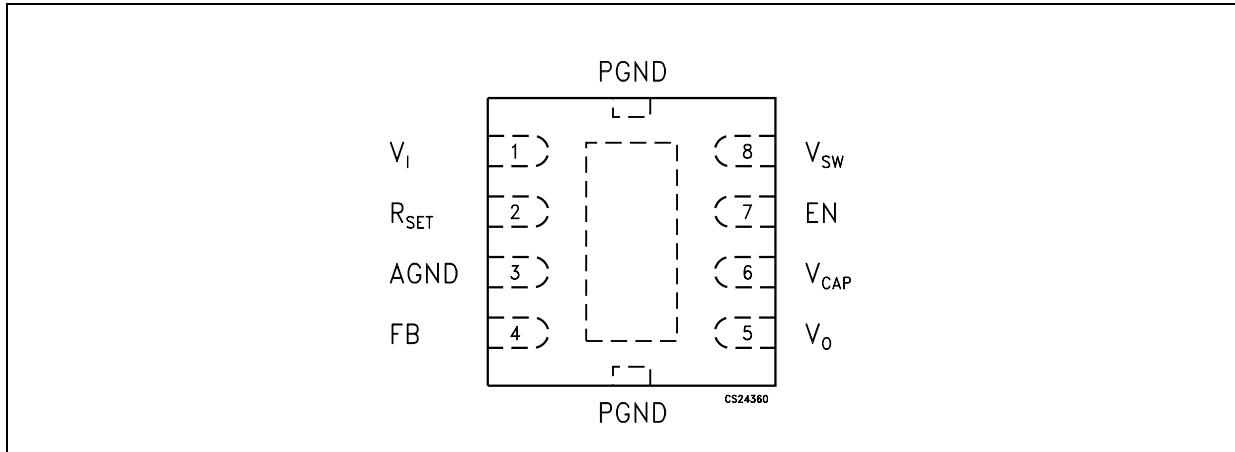 PGND
V_I 1 8 V_SW
R_SET 2 7 EN
AGND 3 6 V_CAP
FB 4 5 V_O
CS24360
PGND